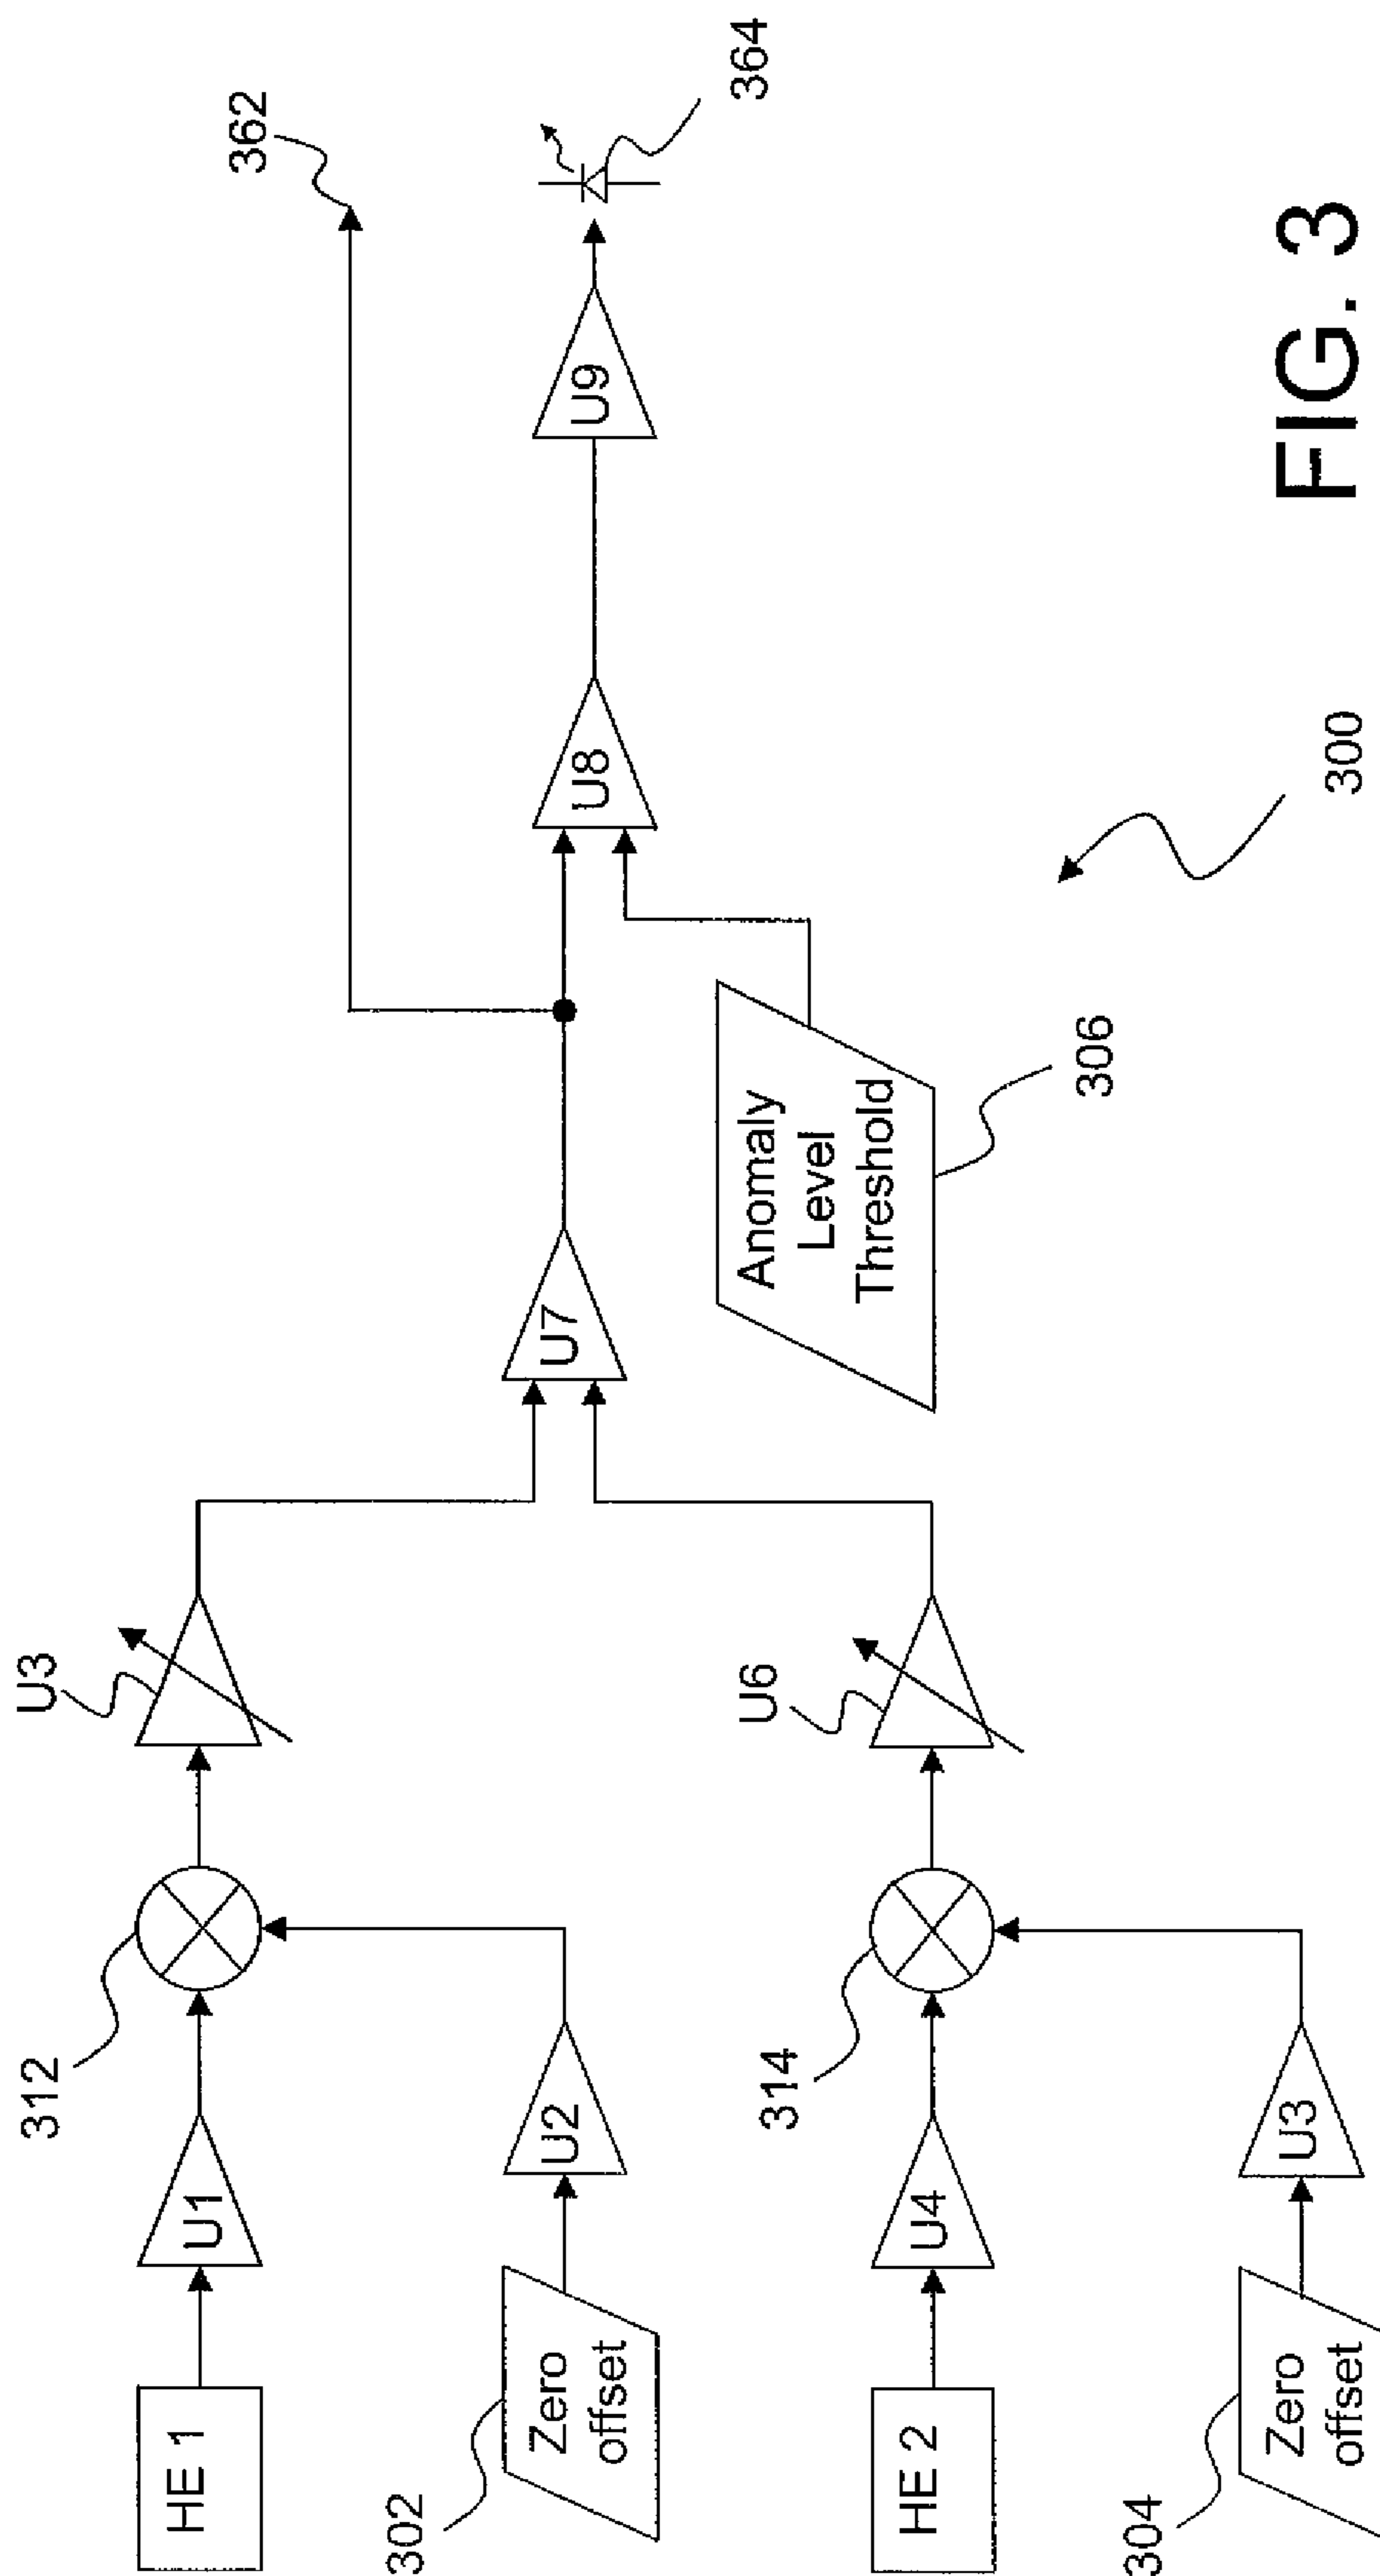 HE 1
U1
312
U3
302
Zero
offset
U2
HE 2
U4
314
U6
304
Zero
offset
U3
U7
Anomaly
Level
Threshold
306
U8
U9
362
364
300
FIG. 3